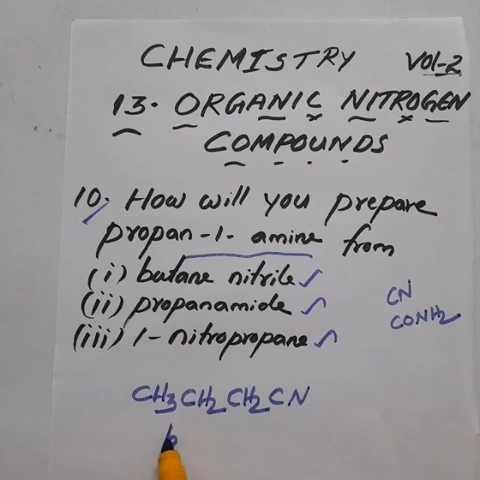 CHEMISTRY VOL-2
13. ORGANIC NITROGEN
COMPOUNDS
10. How will you prepare
propan-1-amine from
(i) butane nitrile ✓
(ii) propanamide ✓
(iii) 1-nitropropane ✓
CN
CONH2
CH3CH2CH2CN